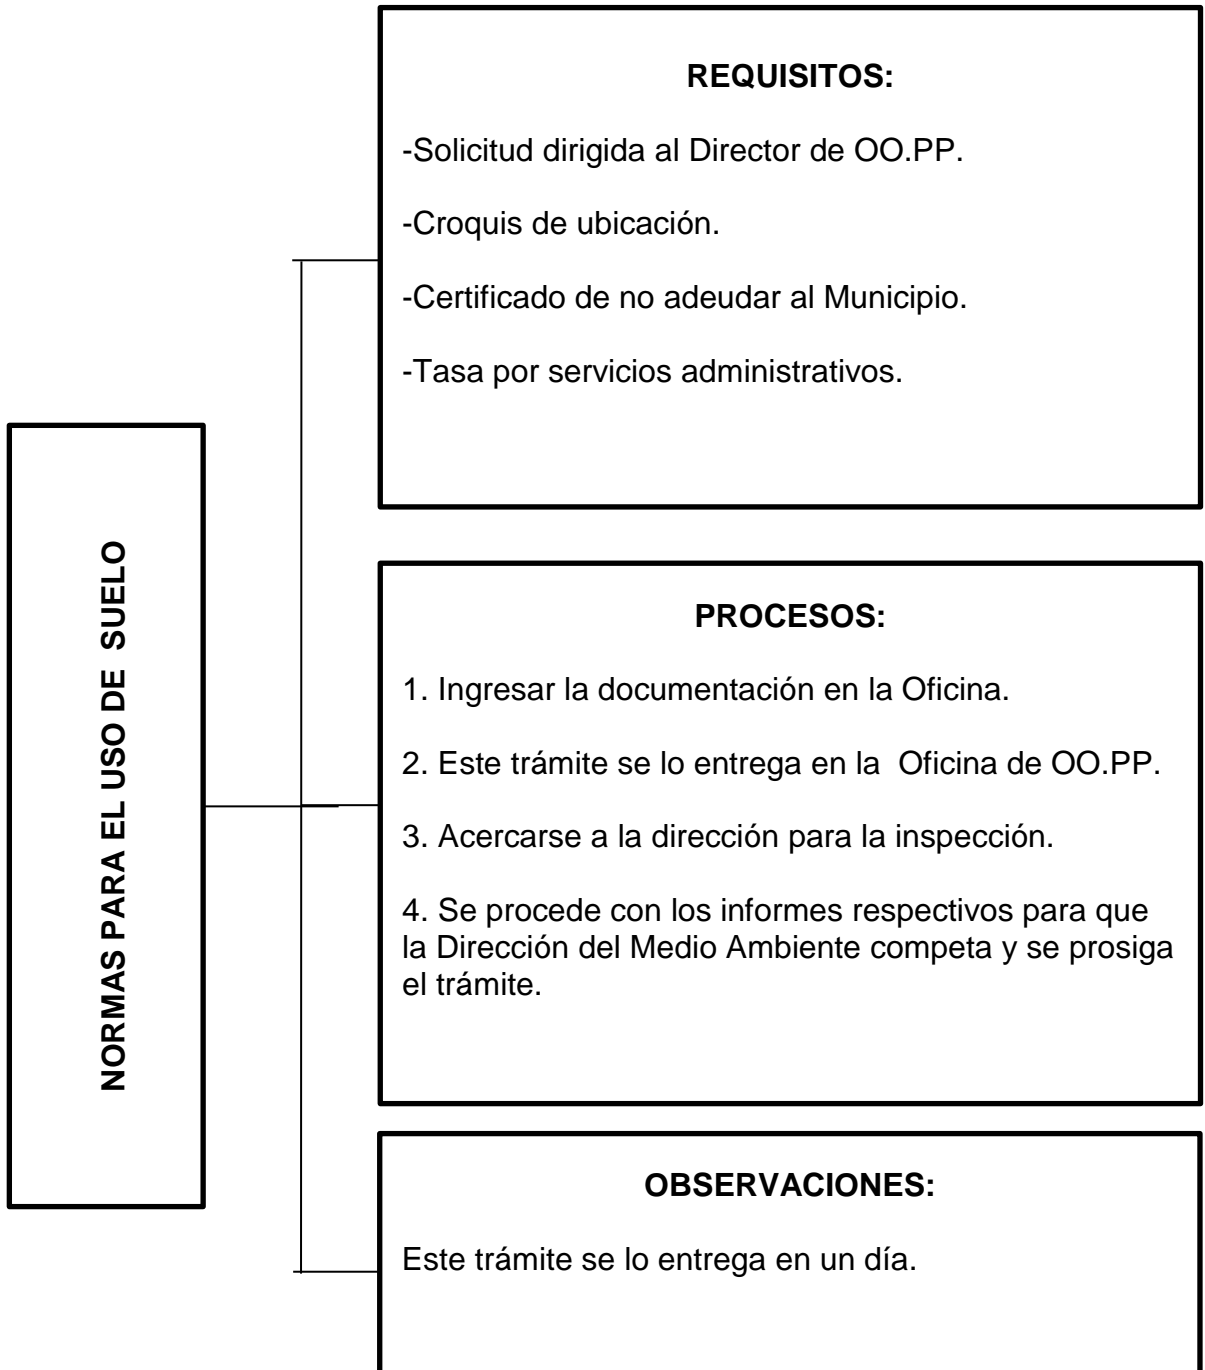 REQUISITOS:
-Solicitud dirigida al Director de OO.PP.
-Croquis de ubicación.
-Certificado de no adeudar al Municipio.
-Tasa por servicios administrativos.
NORMAS PARA EL USO DE  SUELO
PROCESOS:
1. Ingresar la documentación en la Oficina.
2. Este trámite se lo entrega en la  Oficina de OO.PP.
3. Acercarse a la dirección para la inspección.
4. Se procede con los informes respectivos para que
la Dirección del Medio Ambiente competa y se prosiga
el trámite.
OBSERVACIONES:
Este trámite se lo entrega en un día.